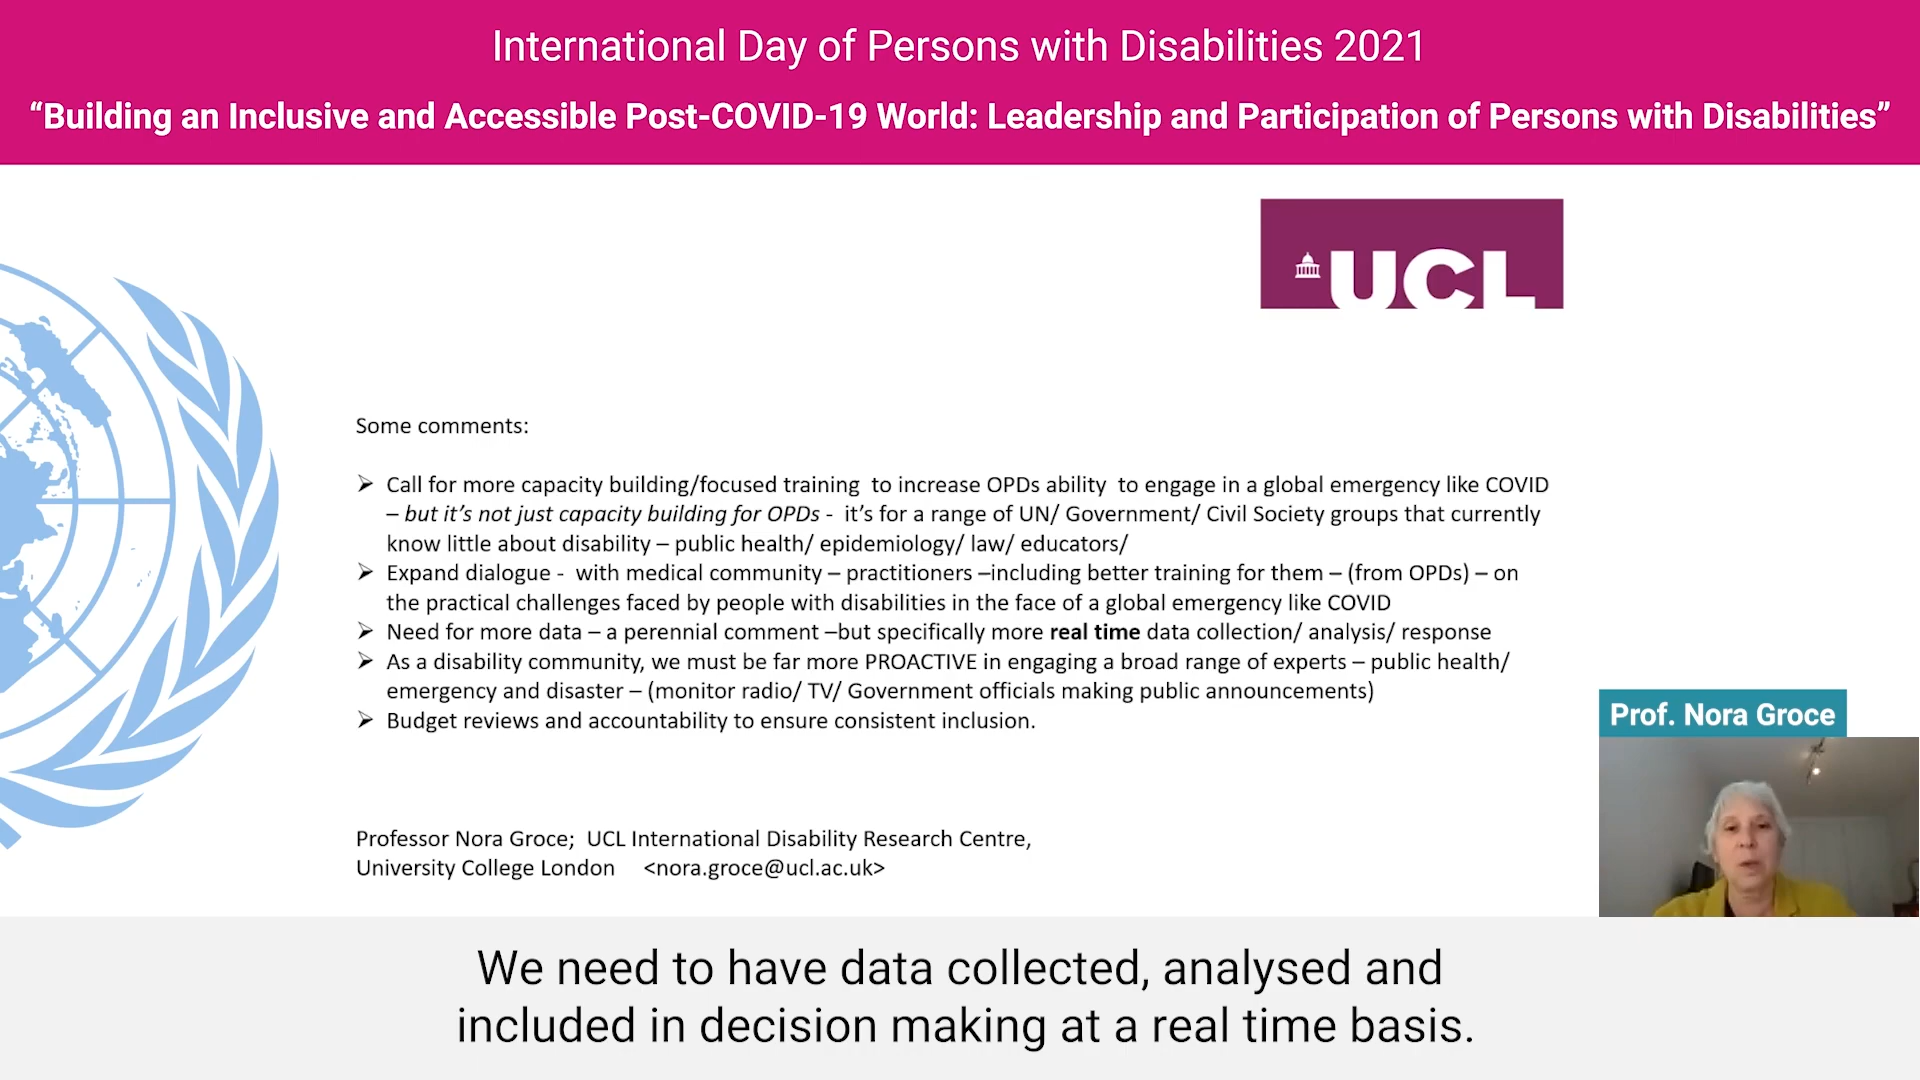 International Day of Persons with Disabilities 2021
“Building an Inclusive and Accessible Post-COVID-19 World: Leadership and Participation of Persons with Disabilities”
UCL
Some comments:
➢ Call for more capacity building/focused training  to increase OPDs ability  to engage in a global emergency like COVID
– but it’s not just capacity building for OPDs -  it’s for a range of UN/ Government/ Civil Society groups that currently
know little about disability – public health/ epidemiology/ law/ educators/
➢ Expand dialogue -  with medical community – practitioners –including better training for them – (from OPDs) – on
the practical challenges faced by people with disabilities in the face of a global emergency like COVID
➢ Need for more data – a perennial comment –but specifically more real time data collection/ analysis/ response
➢ As a disability community, we must be far more PROACTIVE in engaging a broad range of experts – public health/
emergency and disaster – (monitor radio/ TV/ Government officials making public announcements)
➢ Budget reviews and accountability to ensure consistent inclusion.
Prof. Nora Groce
Professor Nora Groce;  UCL International Disability Research Centre,
University College London    <nora.groce@ucl.ac.uk>
We need to have data collected, analysed and
included in decision making at a real time basis.